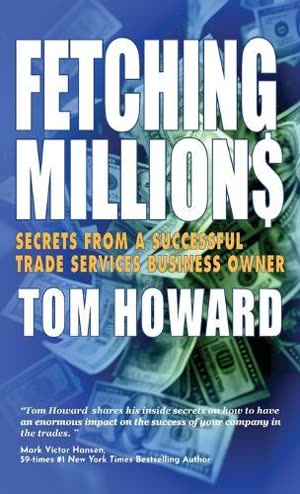 FETCHING
MILLION$
SECRETS FROM A SUCCESSFUL
TRADE SERVICES BUSINESS OWNER
TOM HOWARD
“Tom Howard shares his inside secrets on how to have
an enormous impact on the success of your company in
the trades. ”
Mark Victor Hansen,
59-times #1 New York Times Bestselling Author